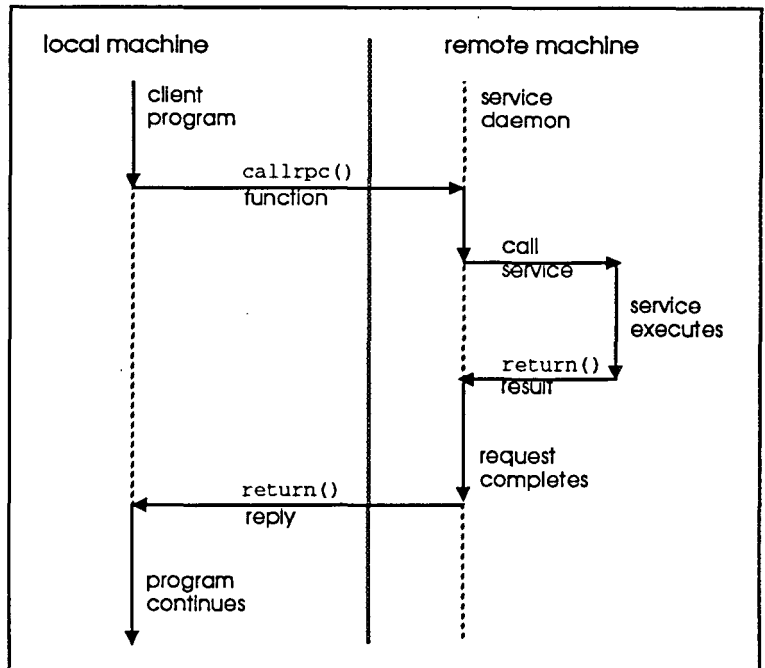 local machine
remote machine
client
program
service
daemon
callrpc()
function
call
service
service
executes
return()
result
request
completes
return()
reply
program
continues